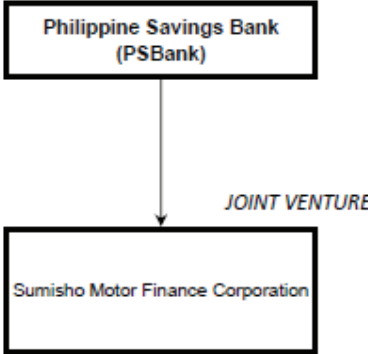 Philippine Savings Bank
(PSBank)
JOINT VENTURE
Sumisho Motor Finance Corporation